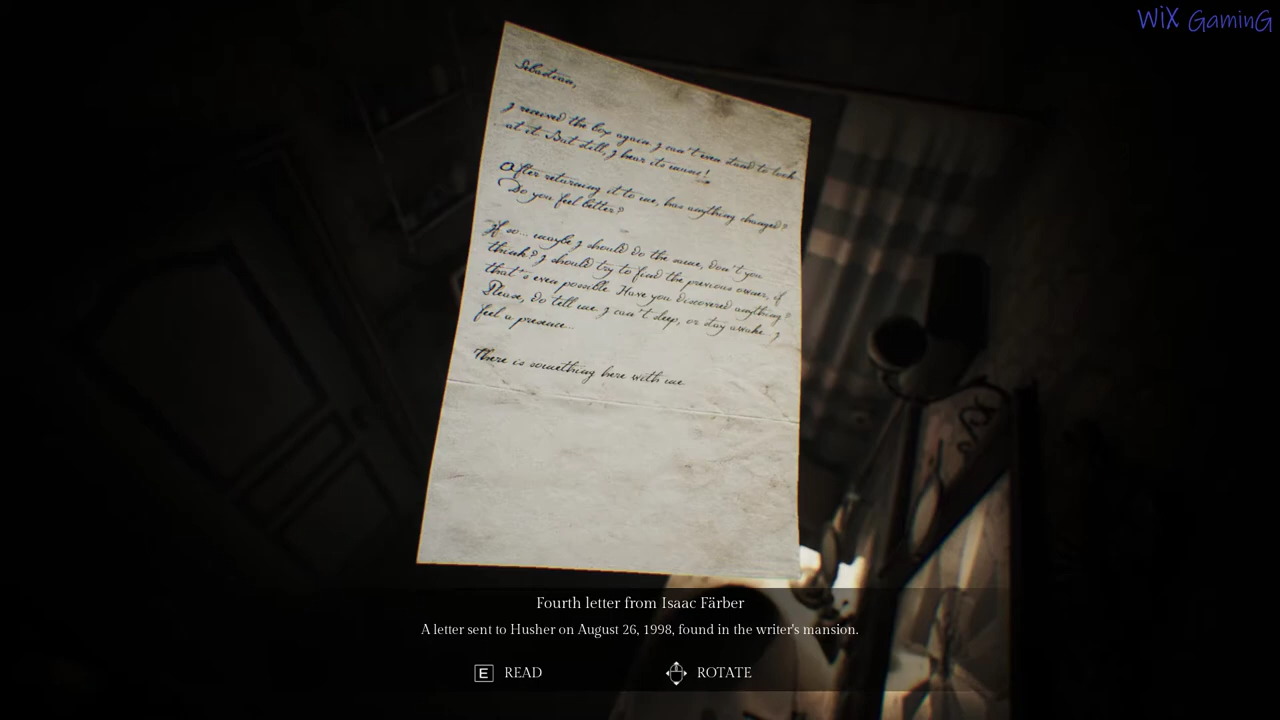 WiX GaminG
Sebastian,
I received the box again, I can't even stand to look
at it. But still, I hear its music!
After returning it to me, has anything changed?
Do you feel better?
If so... maybe I should do the same, don't you
think? I should try to find the previous owner, if
that's even possible. Have you discovered anything?
Please, do tell me. I can't sleep, or stay awake. I
feel a presence...
There is something here with me
Fourth letter from Isaac Färber
A letter sent to Husher on August 26, 1998, found in the writer's mansion.
E READ
ROTATE